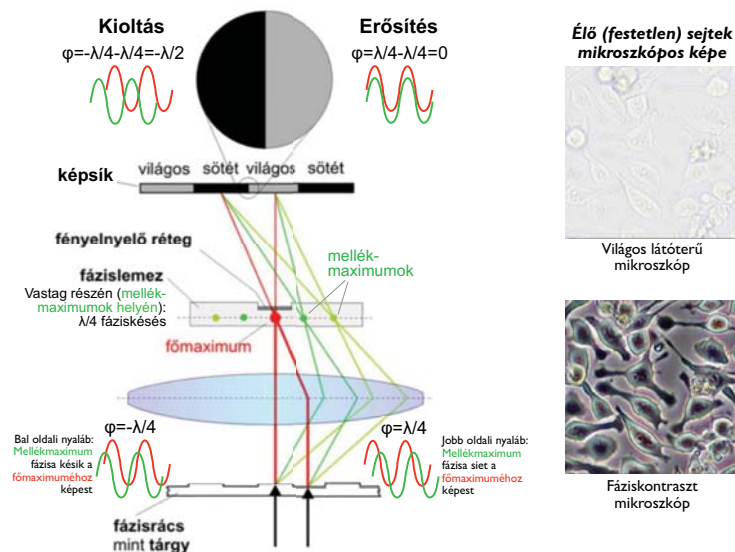 Kioltás
φ=-λ/4-λ/4=-λ/2
Erősítés
φ=λ/4-λ/4=0
képsík
világos
sötét
világos
sötét
fényelnyelő réteg
fázislemez
Vastag részén (mellék-
maximumok helyén):
λ/4 fáziskésés
mellék-
maximumok
főmaximum
φ=-λ/4
Bal oldali nyaláb:
Mellékmaximum
fázisa késik a
főmaximuméhoz
képest
φ=λ/4
Jobb oldali nyaláb:
Mellékmaximum
fázisa siet a
főmaximuméhoz
képest
fázisrács
mint tárgy
Élő (festetlen) sejtek
mikroszkópos képe
Világos látóterű
mikroszkóp
Fáziskontraszt
mikroszkóp